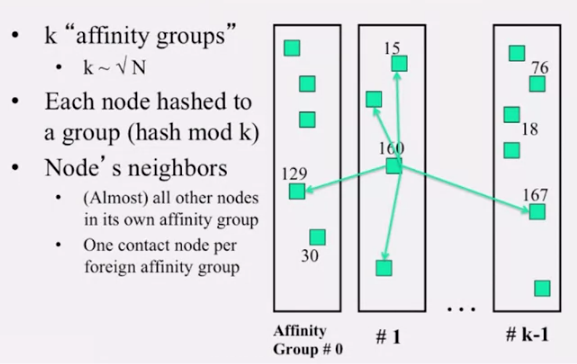 • k “affinity groups”
• k ~ √ N
• Each node hashed to
a group (hash mod k)
• Node’s neighbors
• (Almost) all other nodes
in its own affinity group
• One contact node per
foreign affinity group
129
30
Affinity
Group # 0
15
160
# 1
...
76
18
167
# k-1